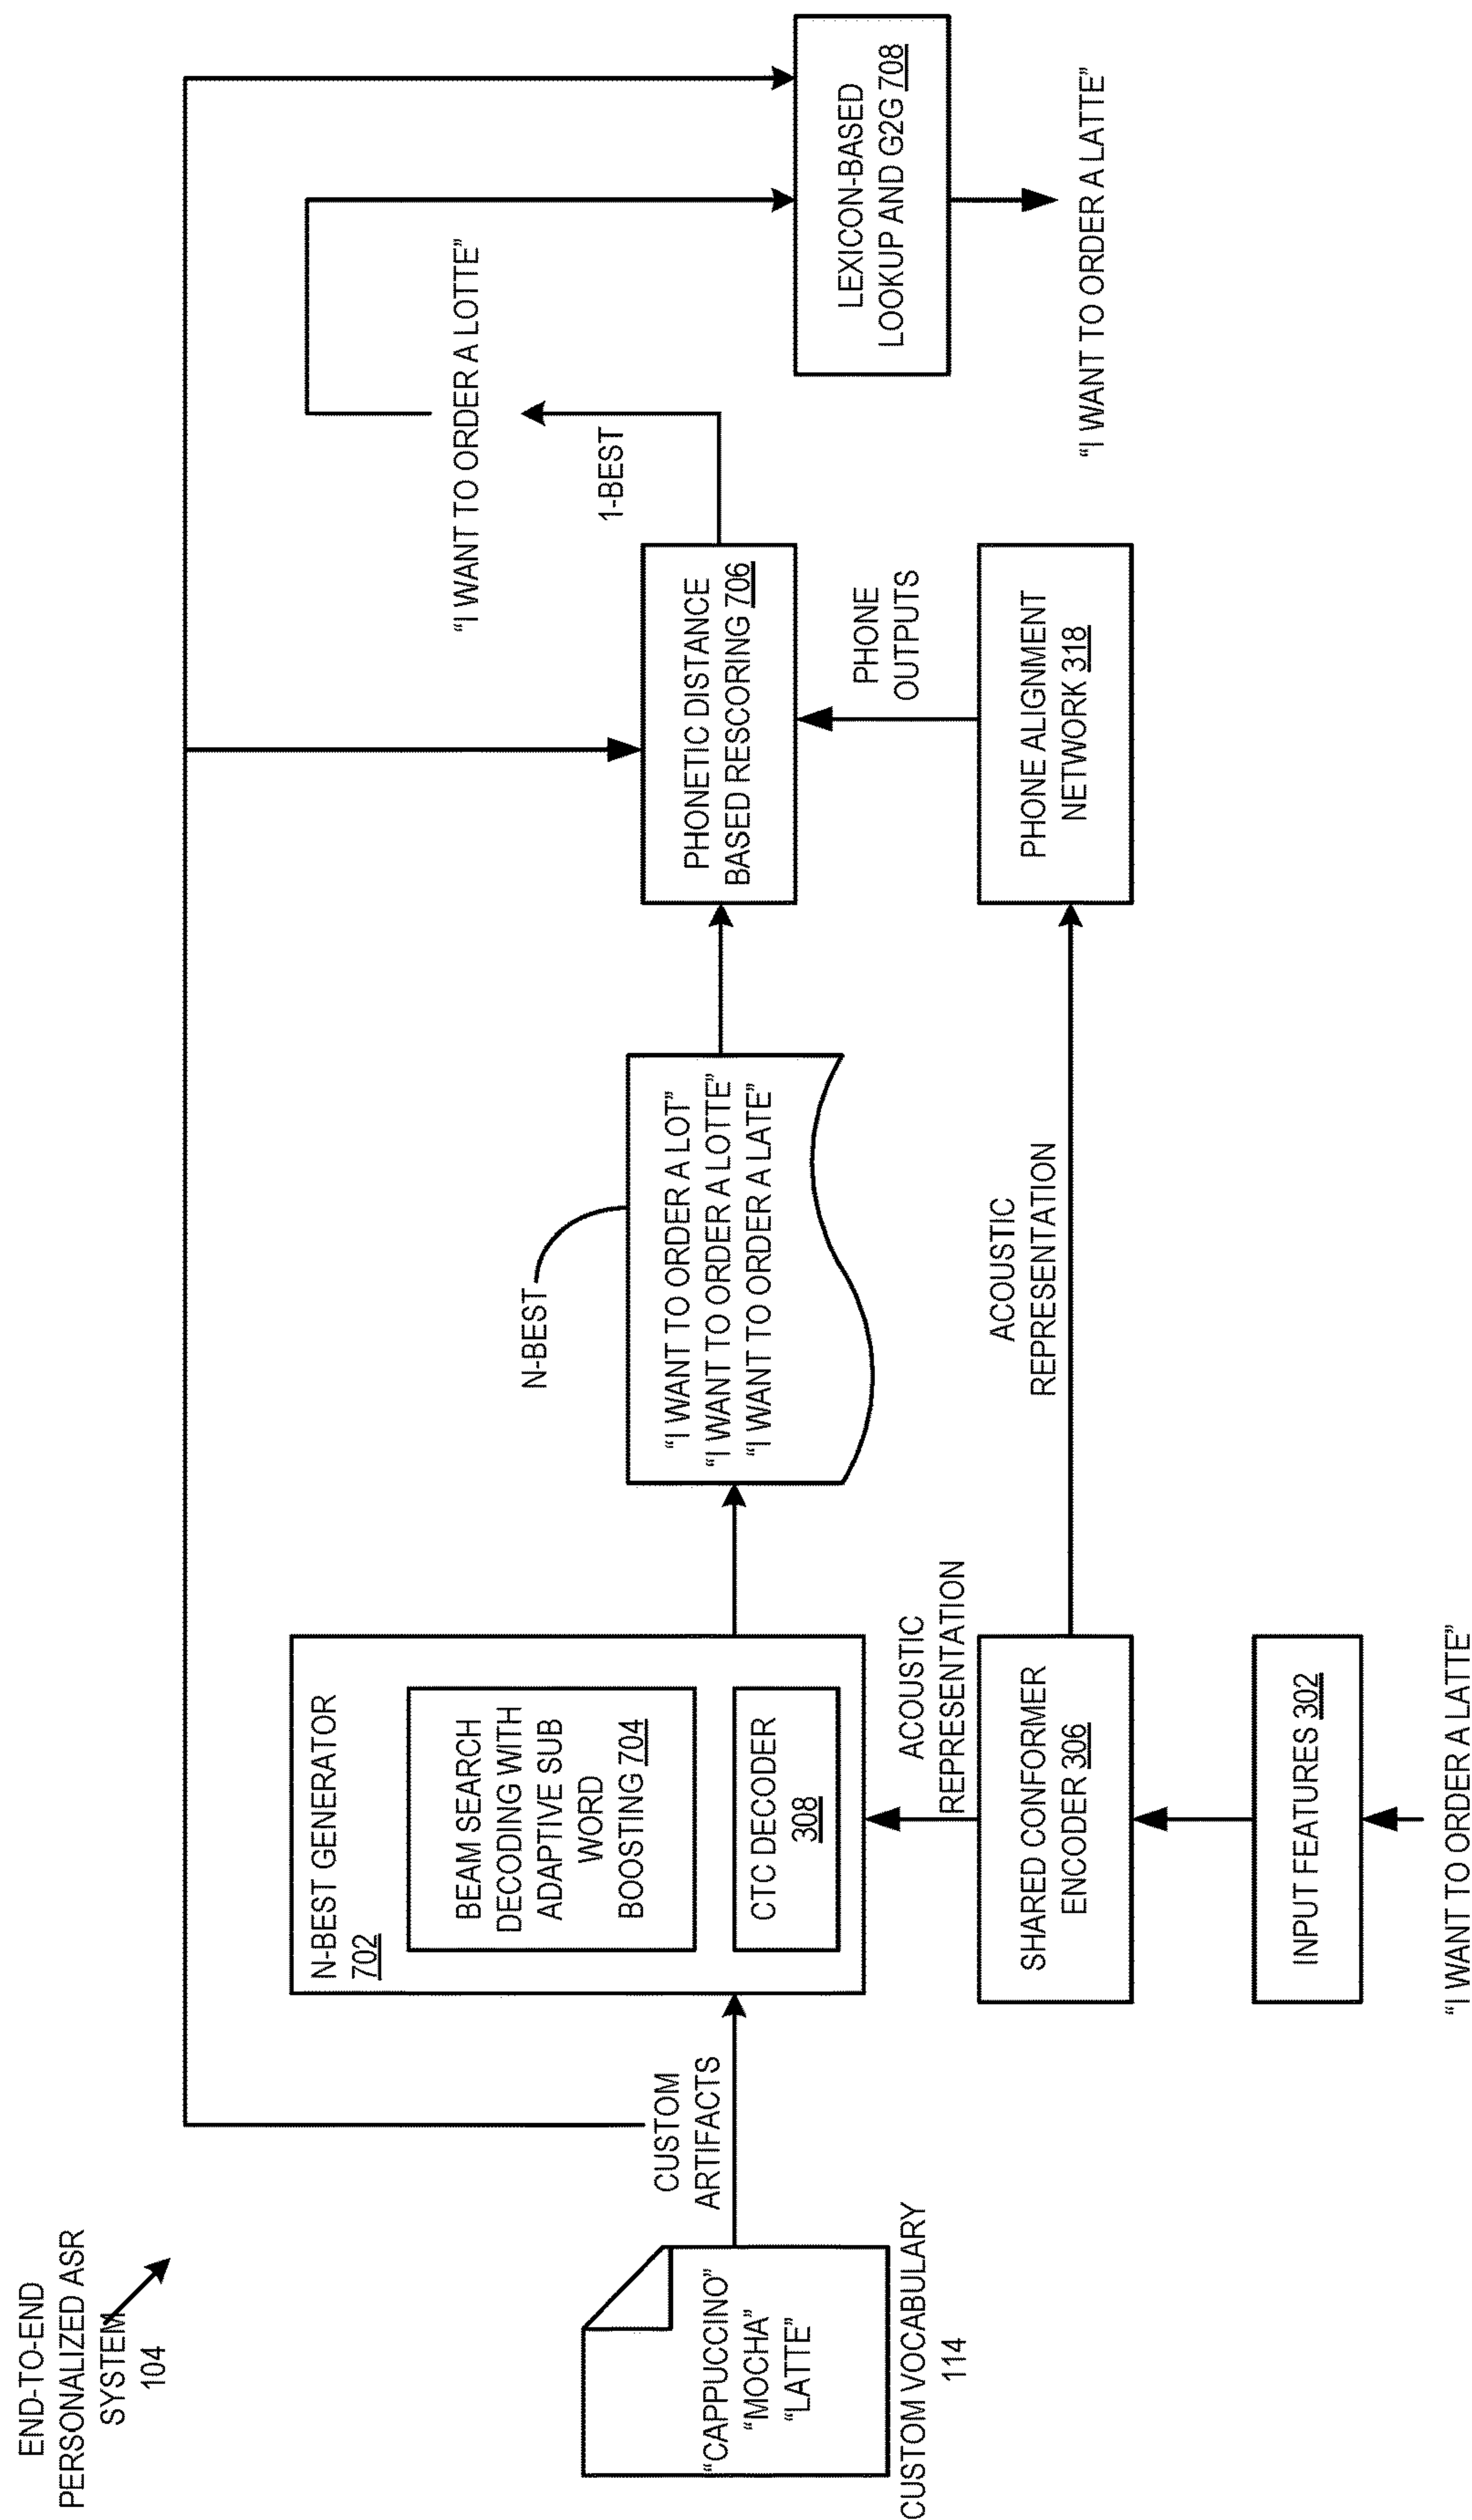 END-TO-END
PERSONALIZED ASR
SYSTEM
104
"CAPPUCCINO"
"MOCHA"
"LATTE"
CUSTOM VOCABULARY
114
CUSTOM
ARTIFACTS
N-BEST GENERATOR
702
BEAM SEARCH
DECODING WITH
ADAPTIVE SUB
WORD
BOOSTING 704
CTC DECODER
308
ACOUSTIC
REPRESENTATION
SHARED CONFORMER
ENCODER 306
INPUT FEATURES 302
"I WANT TO ORDER A LATTE"
N-BEST
"I WANT TO ORDER A LOT"
"I WANT TO ORDER A LOTTE"
"I WANT TO ORDER A LATE"
ACOUSTIC
REPRESENTATION
PHONETIC DISTANCE
BASED RESCORING 706
PHONE
OUTPUTS
PHONE ALIGNMENT
NETWORK 318
1-BEST
"I WANT TO ORDER A LOTTE"
LEXICON-BASED
LOOKUP AND G2G 708
"I WANT TO ORDER A LATTE"